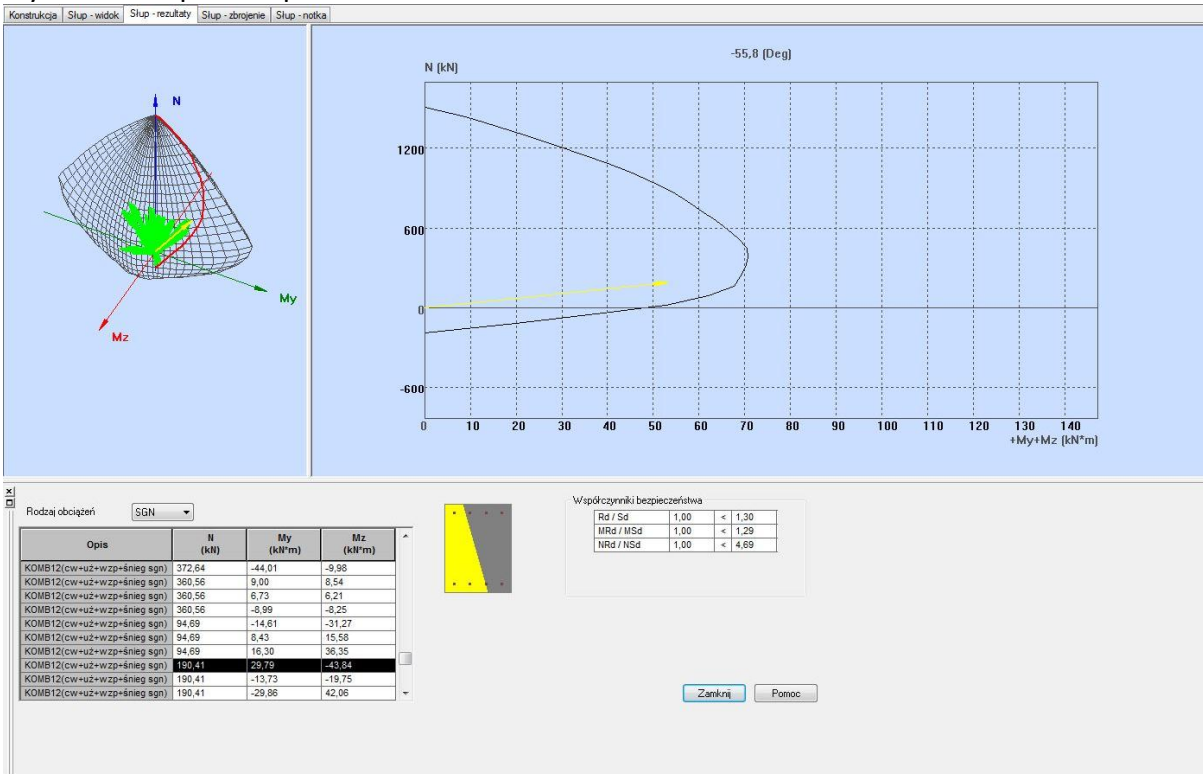 Konstrukcja Słup - widok Słup - rezultaty Słup - zbrojenie Słup - notka
-55,8 (Deg)
N (kN)
N
My
Mz
1200
600
0
-600
0 10 20 30 40 50 60 70 80 90 100 110 120 130 140
+My+Mz (kN*m)
Rodzaj obciążeń SGN
Opis N (kN) My (kN*m) Mz (kN*m)
KOMB12(cw+uż+wzp+śnieg sgn) 372,64 -44,01 -9,98
KOMB12(cw+uż+wzp+śnieg sgn) 360,56 9,00 8,54
KOMB12(cw+uż+wzp+śnieg sgn) 360,56 6,73 6,21
KOMB12(cw+uż+wzp+śnieg sgn) 360,56 -8,99 -8,25
KOMB12(cw+uż+wzp+śnieg sgn) 94,69 -14,61 -31,27
KOMB12(cw+uż+wzp+śnieg sgn) 94,69 8,43 15,58
KOMB12(cw+uż+wzp+śnieg sgn) 94,69 16,30 36,35
KOMB12(cw+uż+wzp+śnieg sgn) 190,41 29,79 -43,84
KOMB12(cw+uż+wzp+śnieg sgn) 190,41 -13,73 -19,75
KOMB12(cw+uż+wzp+śnieg sgn) 190,41 -29,86 42,06
Współczynniki bezpieczeństwa
Rd / Sd 1,00 < 1,30
MRd / MSd 1,00 < 1,29
NRd / NSd 1,00 < 4,69
Zamknij Pomoc